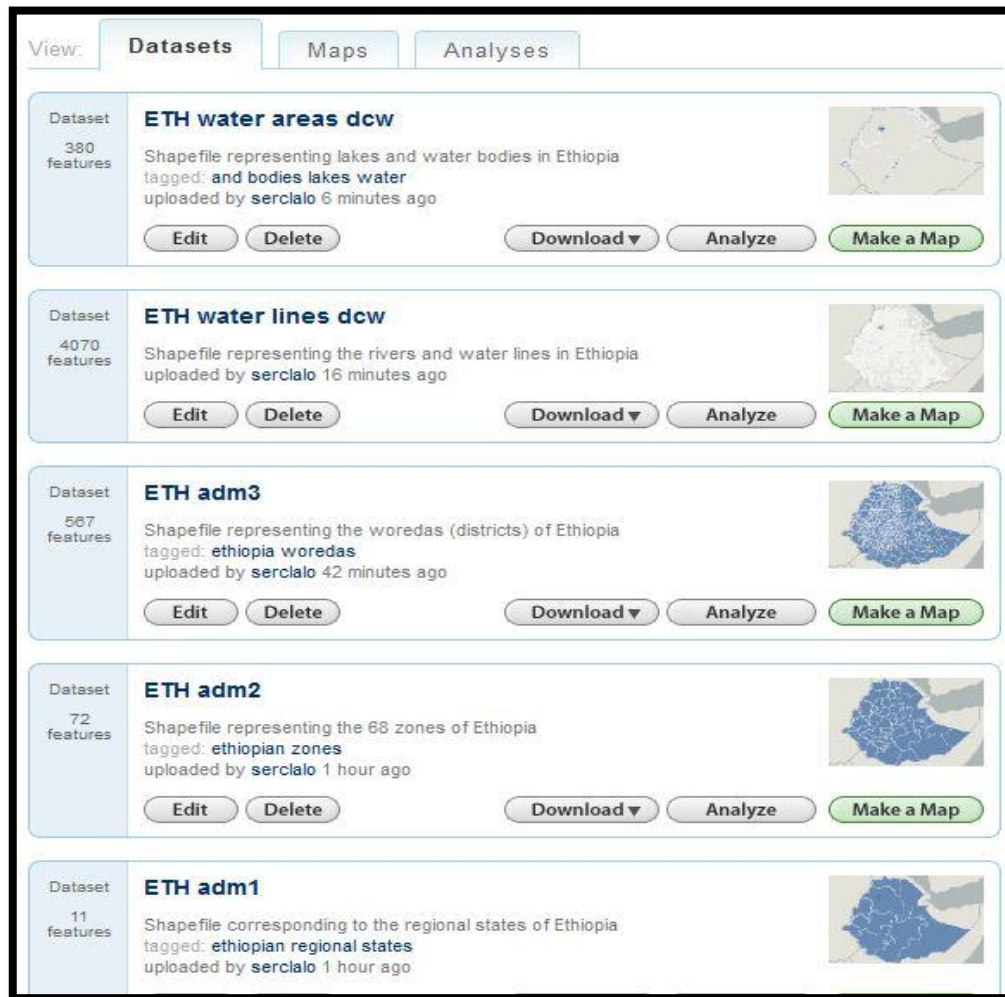 View: Datasets Maps Analyses
Dataset
380
features
ETH water areas dcw
Shapefile representing lakes and water bodies in Ethiopia
tagged: and bodies lakes water
uploaded by serclalo 6 minutes ago
Edit Delete Download▼ Analyze Make a Map
Dataset
4070
features
ETH water lines dcw
Shapefile representing the rivers and water lines in Ethiopia
uploaded by serclalo 16 minutes ago
Edit Delete Download▼ Analyze Make a Map
Dataset
567
features
ETH adm3
Shapefile representing the woredas (districts) of Ethiopia
tagged: ethiopia woredas
uploaded by serclalo 42 minutes ago
Edit Delete Download▼ Analyze Make a Map
Dataset
72
features
ETH adm2
Shapefile representing the 68 zones of Ethiopia
tagged: ethiopian zones
uploaded by serclalo 1 hour ago
Edit Delete Download▼ Analyze Make a Map
Dataset
11
features
ETH adm1
Shapefile corresponding to the regional states of Ethiopia
tagged: ethiopian regional states
uploaded by serclalo 1 hour ago